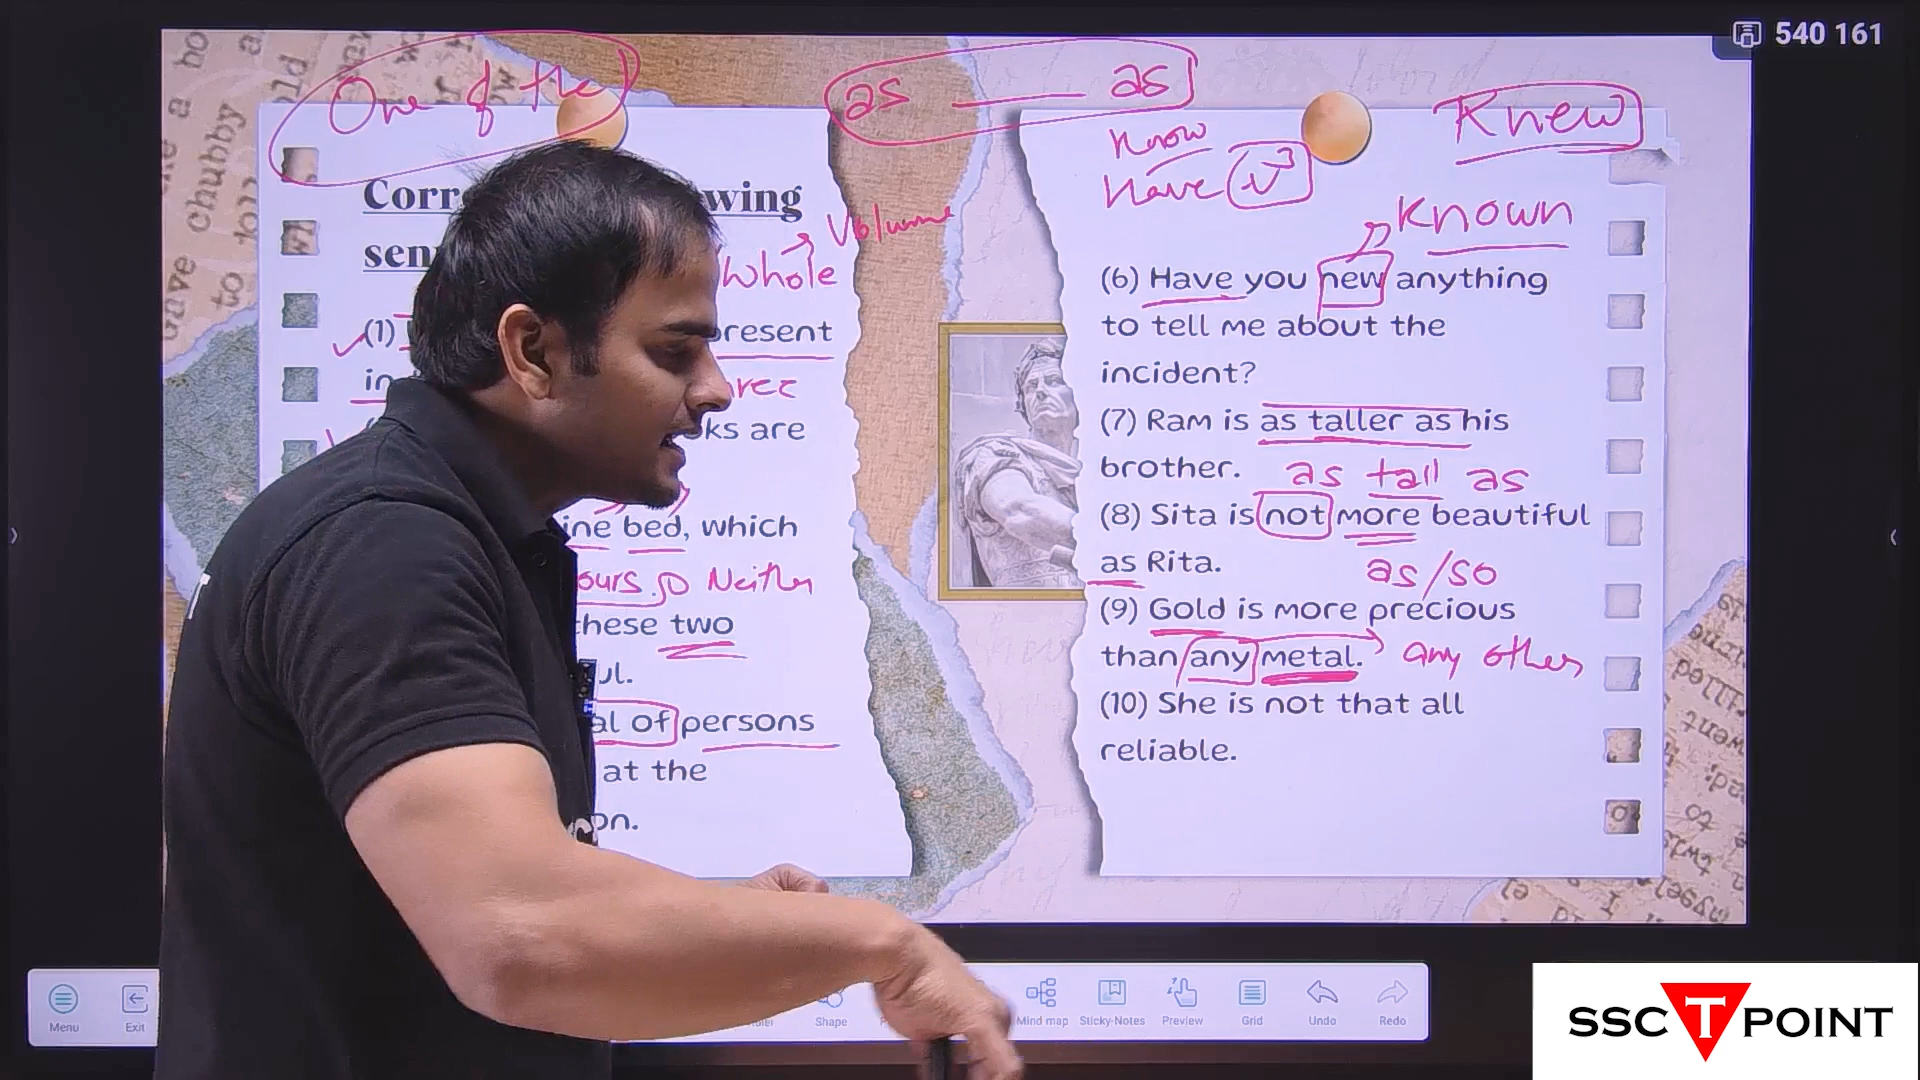 540 161
One of the
as ___ as
Knew
know
have v3
Known
wing
Volume
whole
(1) present
in
ks are
ine bed, which
ours. Neither
these two
ul.
al of persons
at the
on.
(6) Have you new anything
to tell me about the
incident?
(7) Ram is as taller as his
brother. as tall as
(8) Sita is not more beautiful
as Rita. as/so
(9) Gold is more precious
than any metal. any other
(10) She is not that all
reliable.
Menu
Exit
Shape
Mind map
Sticky-Notes
Preview
Grid
Undo
Redo
SSC T POINT